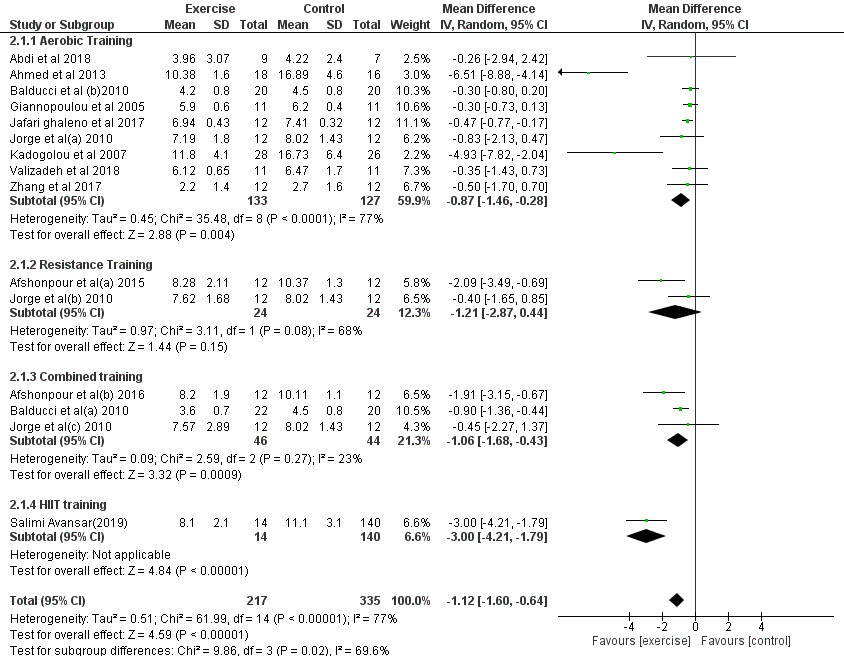 Exercise Control Mean Difference Mean Difference
Study or Subgroup Mean SD Total Mean SD Total Weight IV, Random, 95% CI IV, Random, 95% CI
2.1.1 Aerobic Training
Abdi et al 2018 3.96 3.07 9 4.22 2.4 7 2.5% -0.26 [-2.94, 2.42]
Ahmed et al 2013 10.38 1.6 18 16.89 4.6 16 3.0% -6.51 [-8.88, -4.14]
Balducci et al (b)2010 4.2 0.8 20 4.5 0.8 20 10.3% -0.30 [-0.80, 0.20]
Giannopoulou et al 2005 5.9 0.6 11 6.2 0.4 11 10.6% -0.30 [-0.73, 0.13]
Jafari ghaleno et al 2017 6.94 0.43 12 7.41 0.32 12 11.1% -0.47 [-0.77, -0.17]
Jorge et al(a) 2010 7.19 1.8 12 8.02 1.43 12 6.3% -0.83 [-2.13, 0.47]
Kadogolou et al 2007 11.8 4.1 28 16.73 6.4 26 2.2% -4.93 [-7.82, -2.04]
Valizadeh et al 2018 6.12 0.65 11 6.47 1.7 11 7.3% -0.35 [-1.43, 0.73]
Zhang et al 2017 2.2 1.4 12 2.7 1.6 12 6.7% -0.50 [-1.70, 0.70]
Subtotal (95% CI) 133 127 59.9% -0.87 [-1.46, -0.28]
Heterogeneity: Tau² = 0.45; Chi² = 35.48, df = 8 (P < 0.0001); I² = 77%
Test for overall effect: Z = 2.88 (P = 0.004)
2.1.2 Resistance Training
Afshonpour et al(a) 2015 8.28 2.11 12 10.37 1.3 12 5.8% -2.09 [-3.49, -0.69]
Jorge et al(b) 2010 7.62 1.68 12 8.02 1.43 12 6.5% -0.40 [-1.65, 0.85]
Subtotal (95% CI) 24 24 12.3% -1.21 [-2.87, 0.44]
Heterogeneity: Tau² = 0.97; Chi² = 3.11, df = 1 (P = 0.08); I² = 68%
Test for overall effect: Z = 1.44 (P = 0.15)
2.1.3 Combined training
Afshonpour et al(b) 2016 8.2 1.9 12 10.11 1.1 12 6.5% -1.91 [-3.15, -0.67]
Balducci et al(a) 2010 3.6 0.7 22 4.5 0.8 20 10.5% -0.90 [-1.36, -0.44]
Jorge et al(c) 2010 7.57 2.89 12 8.02 1.43 12 4.3% -0.45 [-2.27, 1.37]
Subtotal (95% CI) 46 44 21.3% -1.06 [-1.68, -0.43]
Heterogeneity: Tau² = 0.09; Chi² = 2.59, df = 2 (P = 0.27); I² = 23%
Test for overall effect: Z = 3.32 (P = 0.0009)
2.1.4 HIIT training
Salimi Avansar(2019) 8.1 2.1 14 11.1 3.1 140 6.6% -3.00 [-4.21, -1.79]
Subtotal (95% CI) 14 140 6.6% -3.00 [-4.21, -1.79]
Heterogeneity: Not applicable
Test for overall effect: Z = 4.84 (P < 0.00001)
Total (95% CI) 217 335 100.0% -1.12 [-1.60, -0.64]
Heterogeneity: Tau² = 0.51; Chi² = 61.99, df = 14 (P < 0.00001); I² = 77%
Test for overall effect: Z = 4.59 (P < 0.00001)
Test for subgroup differences: Chi² = 9.86, df = 3 (P = 0.02), I² = 69.6%
-4 -2 0 2 4
Favours [exercise] Favours [control]